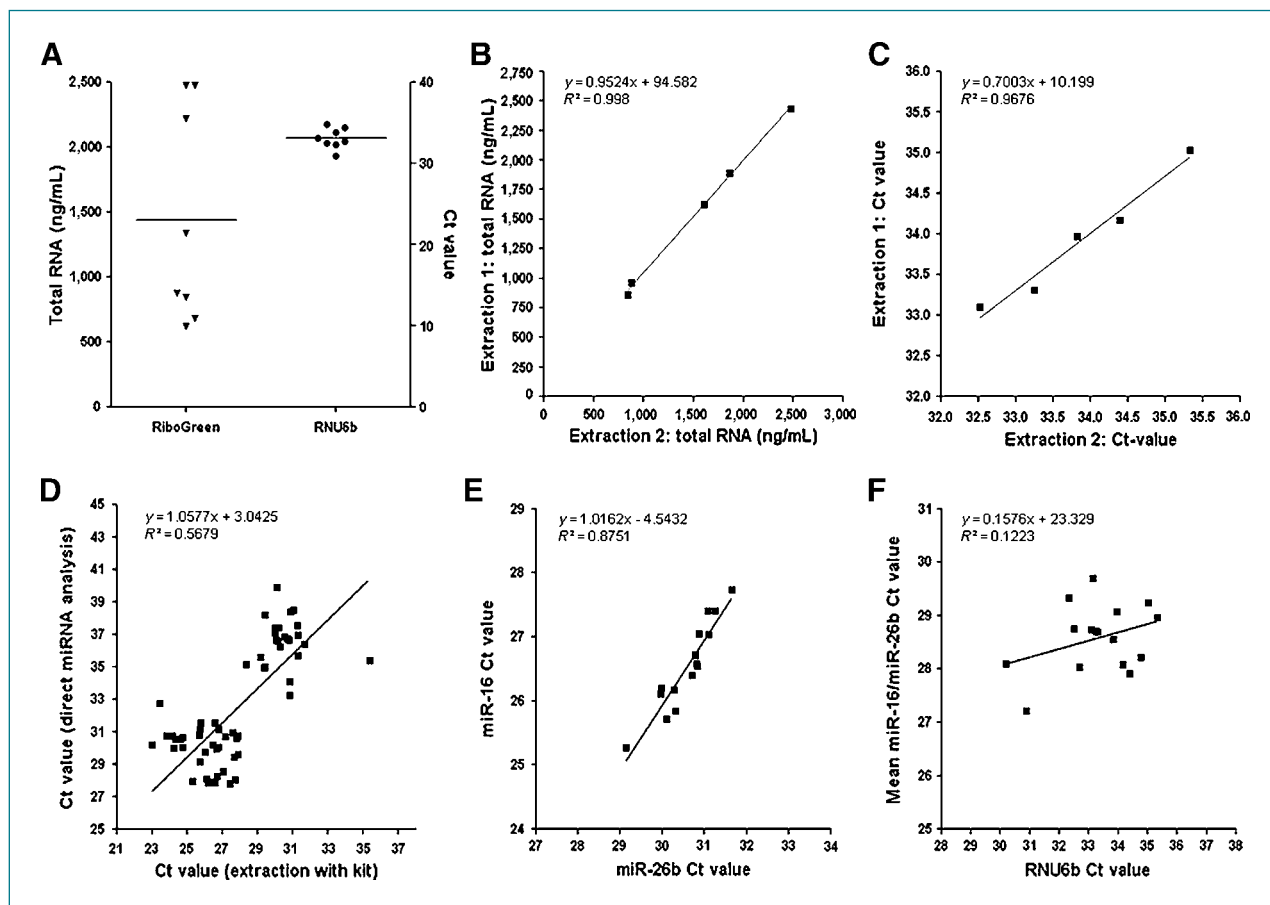 A
Total RNA (ng/mL)
2,500
2,000
1,500
1,000
500
0
40
30
20
10
0
Ct value
RiboGreen
RNU6b
B
y = 0.9524x + 94.582
R² = 0.998
Extraction 1: total RNA (ng/mL)
2,750
2,500
2,250
2,000
1,750
1,500
1,250
1,000
750
500
250
0
0 500 1,000 1,500 2,000 2,500 3,000
Extraction 2: total RNA (ng/mL)
C
y = 0.7003x + 10.199
R² = 0.9676
Extraction 1: Ct value
36.0
35.0
34.5
34.0
33.5
33.0
32.5
32.0
32.0 32.5 33.0 33.5 34.0 34.5 35.0 35.5 36.0
Extraction 2: Ct-value
D
y = 1.0577x + 3.0425
R² = 0.5679
Ct value (direct miRNA analysis)
45
43
41
39
37
35
33
31
29
27
25
21 23 25 27 29 31 33 35 37
Ct value (extraction with kit)
E
y = 1.0162x - 4.5432
R² = 0.8751
miR-16 Ct value
29
28
27
26
25
24
27 28 29 30 31 32 33 34
miR-26b Ct value
F
y = 0.1576x + 23.329
R² = 0.1223
Mean miR-16/miR-26b Ct value
31
30
29
28
27
26
25
28 29 30 31 32 33 34 35 36 37 38
RNU6b Ct value